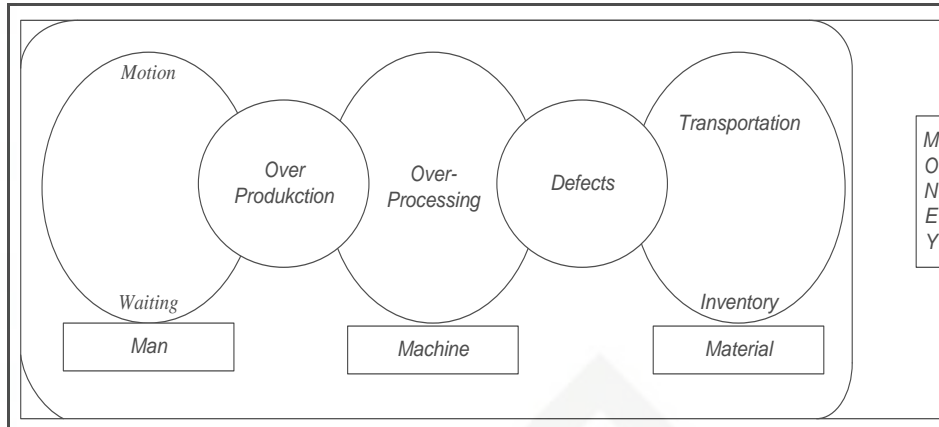 Motion
Waiting
Man
Over
Produkction
Over-
Processing
Machine
Defects
Transportation
Inventory
Material
M
O
N
E
Y